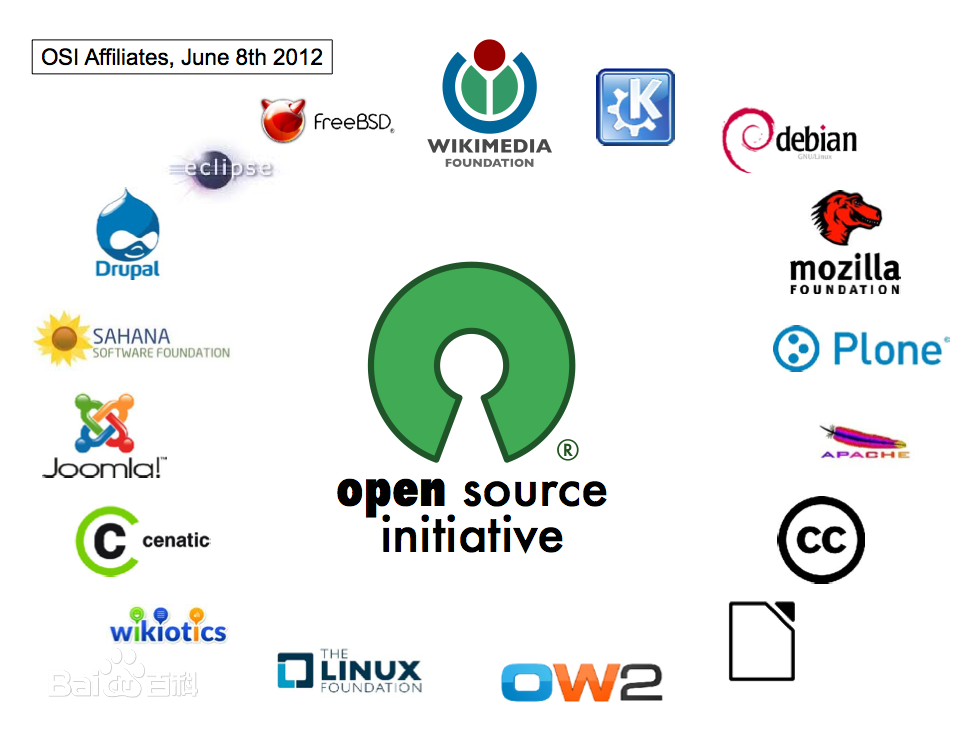 OSI Affiliates, June 8th 2012
WIKIMEDIA
FOUNDATION
K
freeBSD®
debian
GNU/Linux
eclipse
Drupal
mozilla
FOUNDATION
SAHANA
SOFTWARE FOUNDATION
Plone®
Joomla!™
APACHE
®
open source
initiative
C cenatic
cc
wikiotics
THE
LINUX
FOUNDATION
OW2
Bai百科